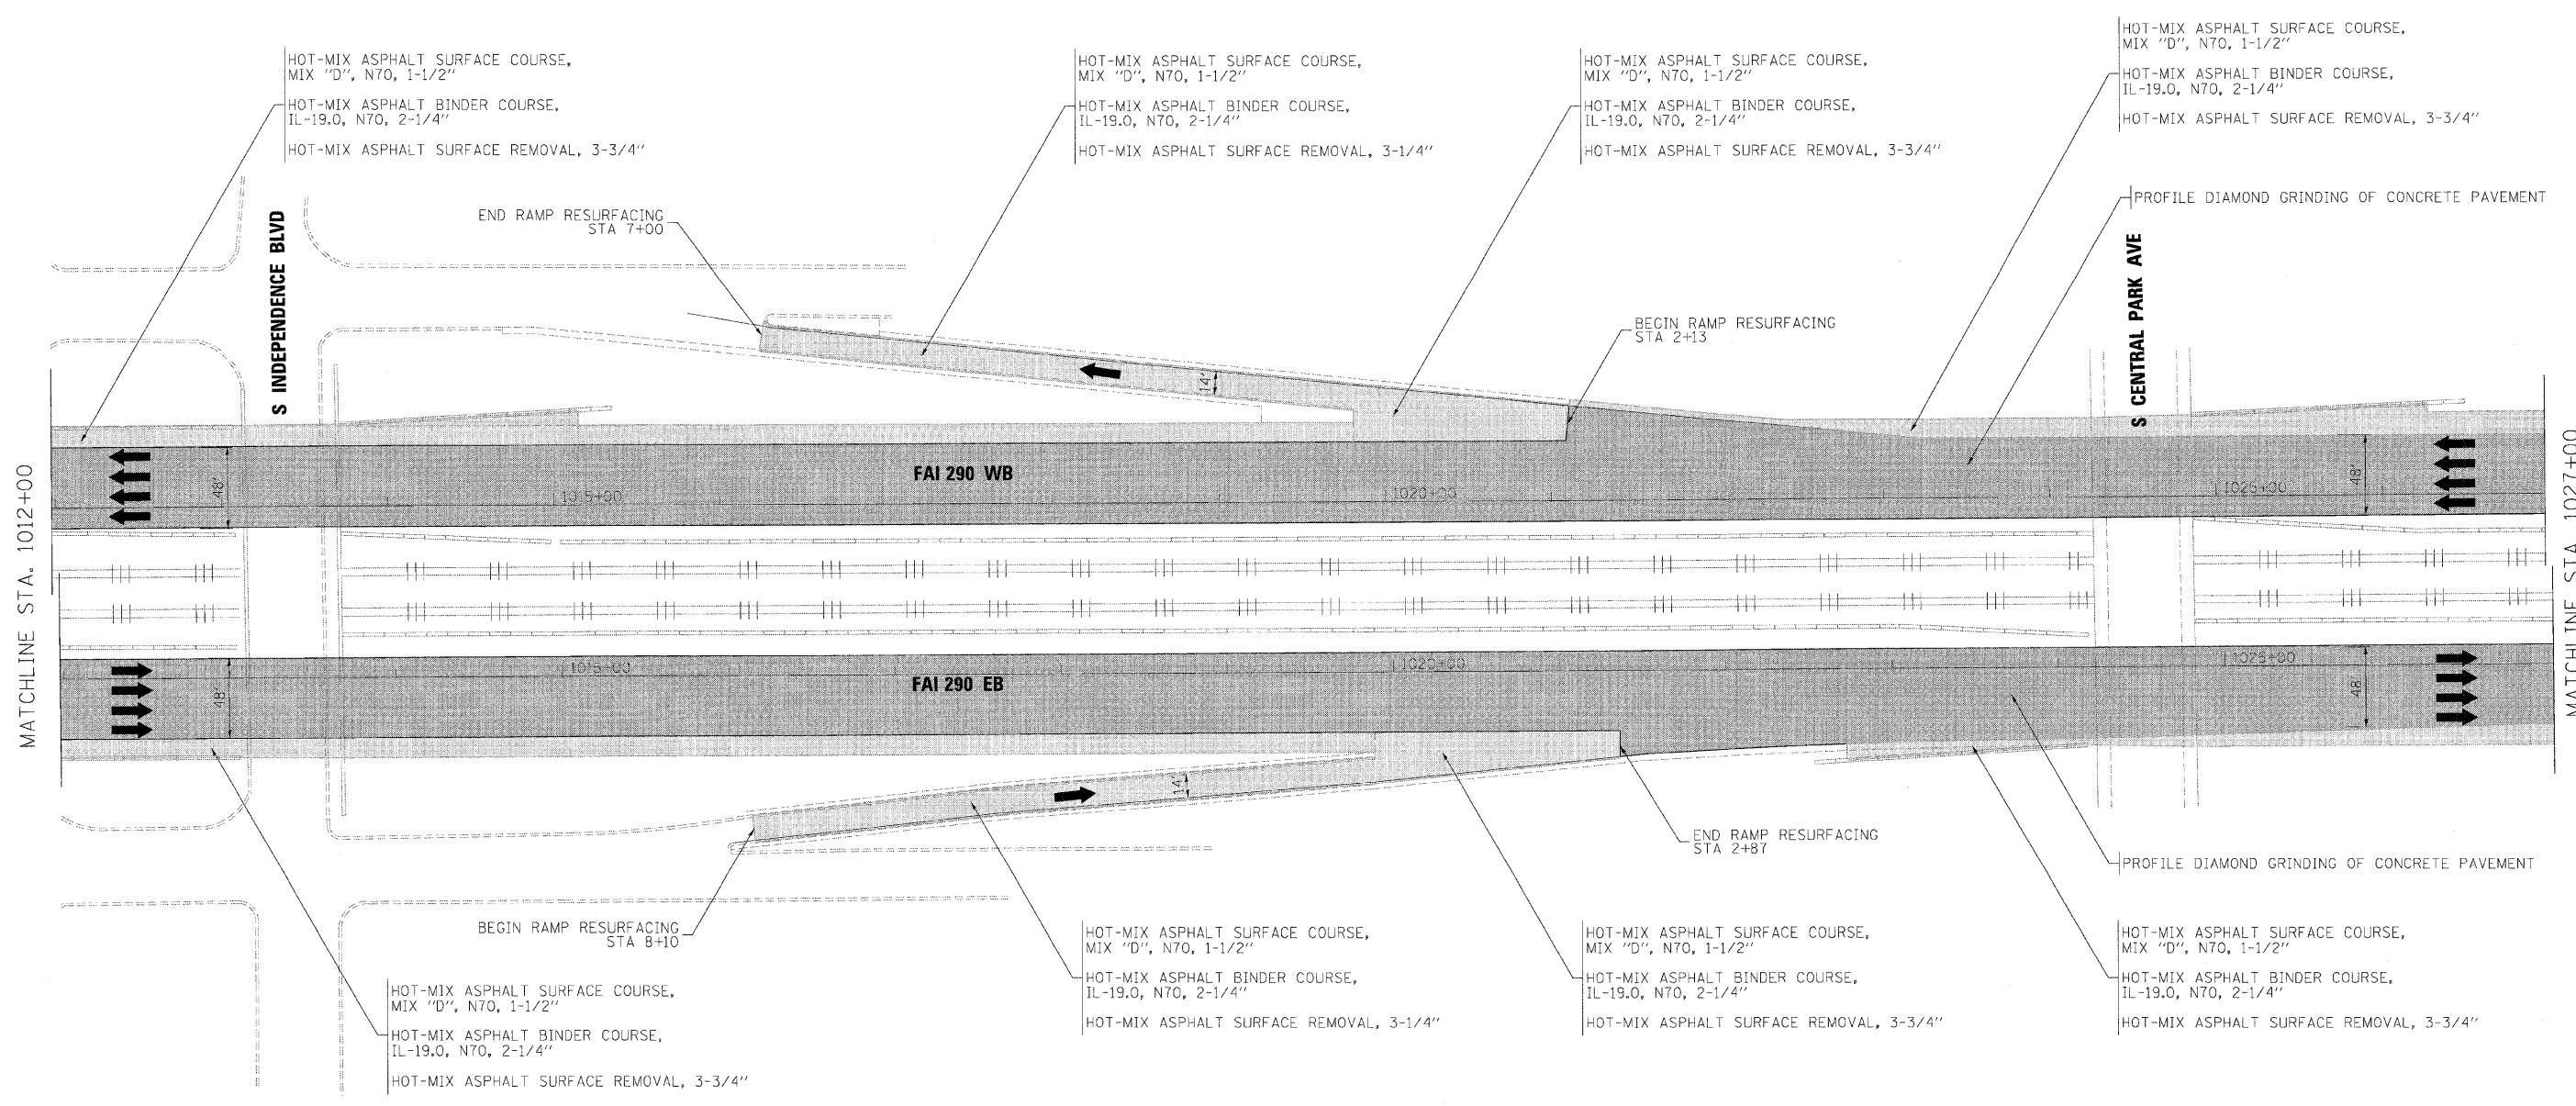 HOT-MIX ASPHALT SURFACE COURSE,
MIX "D", N70, 1-1/2"
HOT-MIX ASPHALT BINDER COURSE,
IL-19.0, N70, 2-1/4"
HOT-MIX ASPHALT SURFACE REMOVAL, 3-3/4"
HOT-MIX ASPHALT SURFACE COURSE,
MIX "D", N70, 1-1/2"
HOT-MIX ASPHALT BINDER COURSE,
IL-19.0, N70, 2-1/4"
HOT-MIX ASPHALT SURFACE REMOVAL, 3-1/4"
HOT-MIX ASPHALT SURFACE COURSE,
MIX "D", N70, 1-1/2"
HOT-MIX ASPHALT BINDER COURSE,
IL-19.0, N70, 2-1/4"
HOT-MIX ASPHALT SURFACE REMOVAL, 3-3/4"
HOT-MIX ASPHALT SURFACE COURSE,
MIX "D", N70, 1-1/2"
HOT-MIX ASPHALT BINDER COURSE,
IL-19.0, N70, 2-1/4"
HOT-MIX ASPHALT SURFACE REMOVAL, 3-3/4"
PROFILE DIAMOND GRINDING OF CONCRETE PAVEMENT
END RAMP RESURFACING
STA 7+00
S INDEPENDENCE BLVD
BEGIN RAMP RESURFACING
STA 2+13
S CENTRAL PARK AVE
14'
MATCHLINE STA. 1012+00
48'
FAI 290 WB
1015+00
1020+00
1025+00
48'
MATCHLINE STA. 1027+00
48'
1015+00
FAI 290 EB
1020+00
1025+00
48'
14'
END RAMP RESURFACING
STA 2+87
PROFILE DIAMOND GRINDING OF CONCRETE PAVEMENT
BEGIN RAMP RESURFACING
STA 8+10
HOT-MIX ASPHALT SURFACE COURSE,
MIX "D", N70, 1-1/2"
HOT-MIX ASPHALT BINDER COURSE,
IL-19.0, N70, 2-1/4"
HOT-MIX ASPHALT SURFACE REMOVAL, 3-3/4"
HOT-MIX ASPHALT SURFACE COURSE,
MIX "D", N70, 1-1/2"
HOT-MIX ASPHALT BINDER COURSE,
IL-19.0, N70, 2-1/4"
HOT-MIX ASPHALT SURFACE REMOVAL, 3-1/4"
HOT-MIX ASPHALT SURFACE COURSE,
MIX "D", N70, 1-1/2"
HOT-MIX ASPHALT BINDER COURSE,
IL-19.0, N70, 2-1/4"
HOT-MIX ASPHALT SURFACE REMOVAL, 3-3/4"
HOT-MIX ASPHALT SURFACE COURSE,
MIX "D", N70, 1-1/2"
HOT-MIX ASPHALT BINDER COURSE,
IL-19.0, N70, 2-1/4"
HOT-MIX ASPHALT SURFACE REMOVAL, 3-3/4"